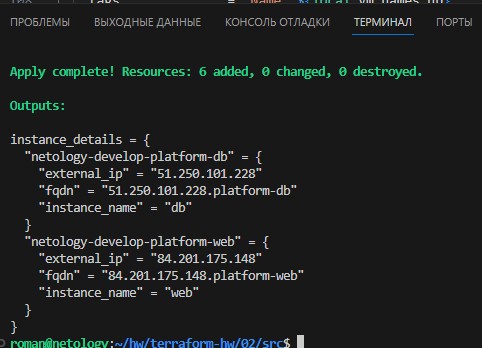 ПРОБЛЕМЫ ВЫХОДНЫЕ ДАННЫЕ КОНСОЛЬ ОТЛАДКИ ТЕРМИНАЛ ПОРТЫ
Apply complete! Resources: 6 added, 0 changed, 0 destroyed.
Outputs:
instance_details = {
  "netology-develop-platform-db" = {
    "external_ip" = "51.250.101.228"
    "fqdn" = "51.250.101.228.platform-db"
    "instance_name" = "db"
  }
  "netology-develop-platform-web" = {
    "external_ip" = "84.201.175.148"
    "fqdn" = "84.201.175.148.platform-web"
    "instance_name" = "web"
  }
}
roman@netology:~/hw/terraform-hw/02/src$